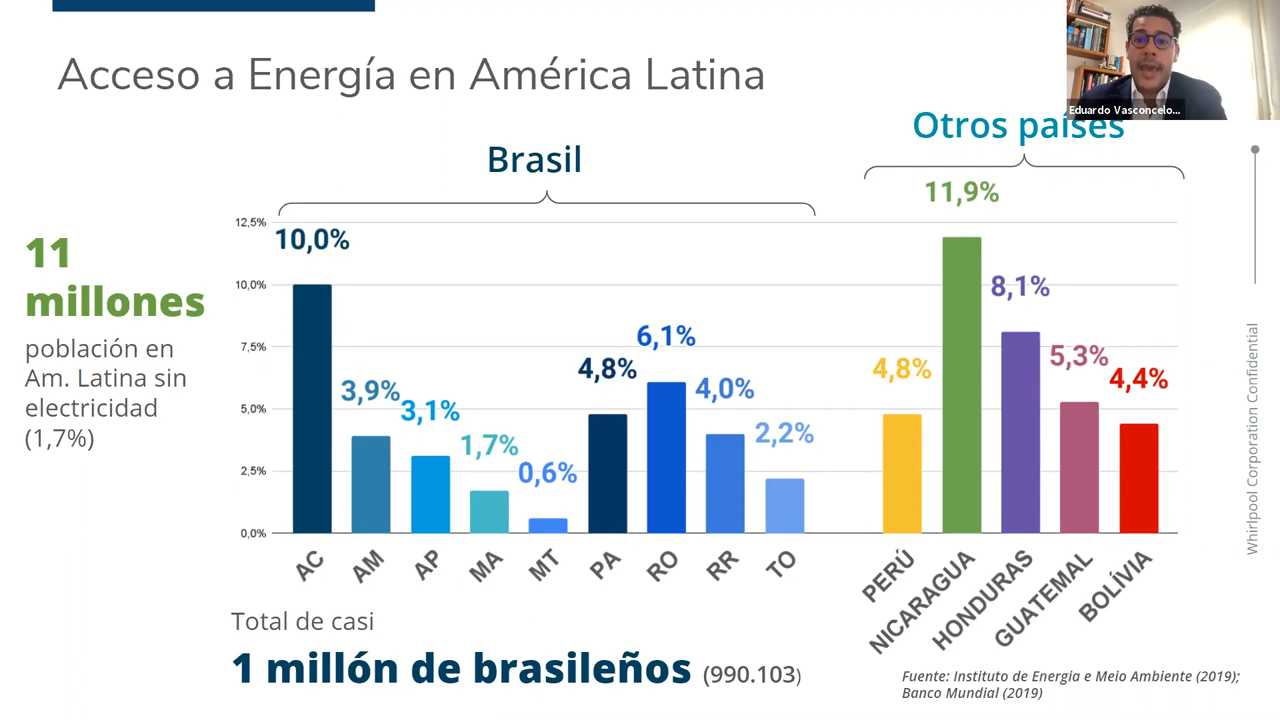 Acceso a Energía en América Latina
Eduardo Vasconcelo...
Brasil
Otros países
11
millones
población en
Am. Latina sin
electricidad
(1,7%)
12,5%
10,0%
7,5%
5,0%
2,5%
0,0%
10,0%
3,9%
3,1%
1,7%
0,6%
4,8%
6,1%
4,0%
2,2%
4,8%
11,9%
8,1%
5,3%
4,4%
AC
AM
AP
MA
MT
PA
RO
RR
TO
PERÚ
NICARAGUA
HONDURAS
GUATEMAL
BOLÍVIA
Total de casi
1 millón de brasileños (990.103)
Fuente: Instituto de Energia e Meio Ambiente (2019);
Banco Mundial (2019)
Whirlpool Corporation Confidential